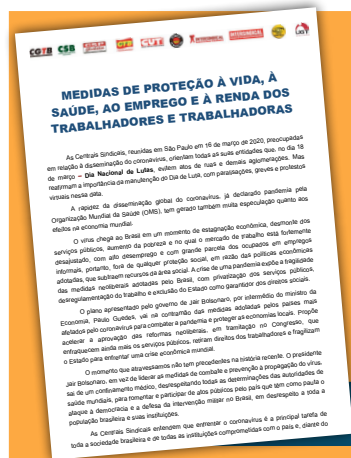 CGTB CSB CTB CUT INTERSINDICAL INTERSINDICAL UGT
MEDIDAS DE PROTEÇÃO À VIDA, À
SAÚDE, AO EMPREGO E À RENDA DOS
TRABALHADORES E TRABALHADORAS
As Centrais Sindicais, reunidas em São Paulo em 16 de março de 2020, preocupadas
em relação à disseminação do coronavírus, orientam todas as suas entidades que, no dia 18
de março – Dia Nacional de Lutas, evitem atos de ruas e demais aglomerações. Mas
reafirmam a importância da manutenção do Dia de Luta, com paralisações, greves e protestos
virtuais nessa data.
A rapidez da disseminação global do coronavírus, já declarado pandemia pela
Organização Mundial da Saúde (OMS), tem gerado também muita especulação quanto aos
efeitos na economia mundial.
O vírus chega ao Brasil em um momento de estagnação econômica, desmonte dos
serviços públicos, aumento da pobreza e no qual o mercado de trabalho está fortemente
desajustado, com alto desemprego e com grande parcela dos ocupados em empregos
informais, portanto, fora de qualquer proteção social, em razão das políticas econômicas
adotadas, que subtraem recursos da área social. A crise de uma pandemia expõe a fragilidade
das medidas neoliberais adotadas pelo Brasil, com privatização dos serviços públicos,
desregulamentação do trabalho e exclusão do Estado como garantidor dos direitos sociais.
O plano apresentado pelo governo de Jair Bolsonaro, por intermédio do ministro da
Economia, Paulo Guedes, vai na contramão das medidas adotadas pelos países mais
afetados pelo coronavírus para combater a pandemia e proteger as economias locais. Propõe
acelerar a aprovação das reformas neoliberais, em tramitação no Congresso, que
enfraquecem ainda mais os serviços públicos, retiram direitos dos trabalhadores e fragilizam
o Estado para enfrentar uma crise econômica mundial.
O momento que atravessamos não tem precedentes na história recente. O presidente
Jair Bolsonaro, em vez de liderar as medidas de combate e prevenção à propagação do vírus,
sai de um confinamento médico, desrespeitando todas as determinações das autoridades de
saúde mundiais, para fomentar e participar de atos públicos pelo país que têm como pauta o
ataque à democracia e a defesa da intervenção militar no Brasil, em desrespeito a toda a
população brasileira e suas instituições.
As Centrais Sindicais entendem que enfrentar o coronavírus é a principal tarefa de
toda a sociedade brasileira e de todas as instituições comprometidas com o país e, diante do